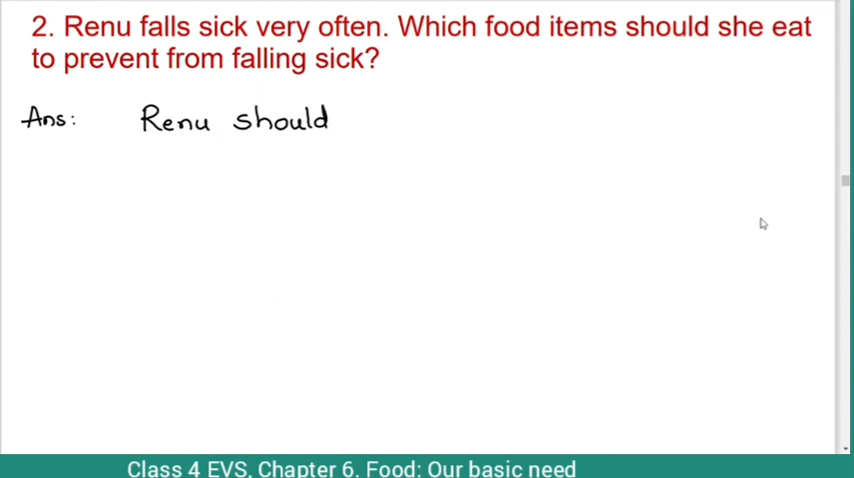 2. Renu falls sick very often. Which food items should she eat
to prevent from falling sick?
Ans: Renu should
Class 4 EVS, Chapter 6. Food: Our basic need